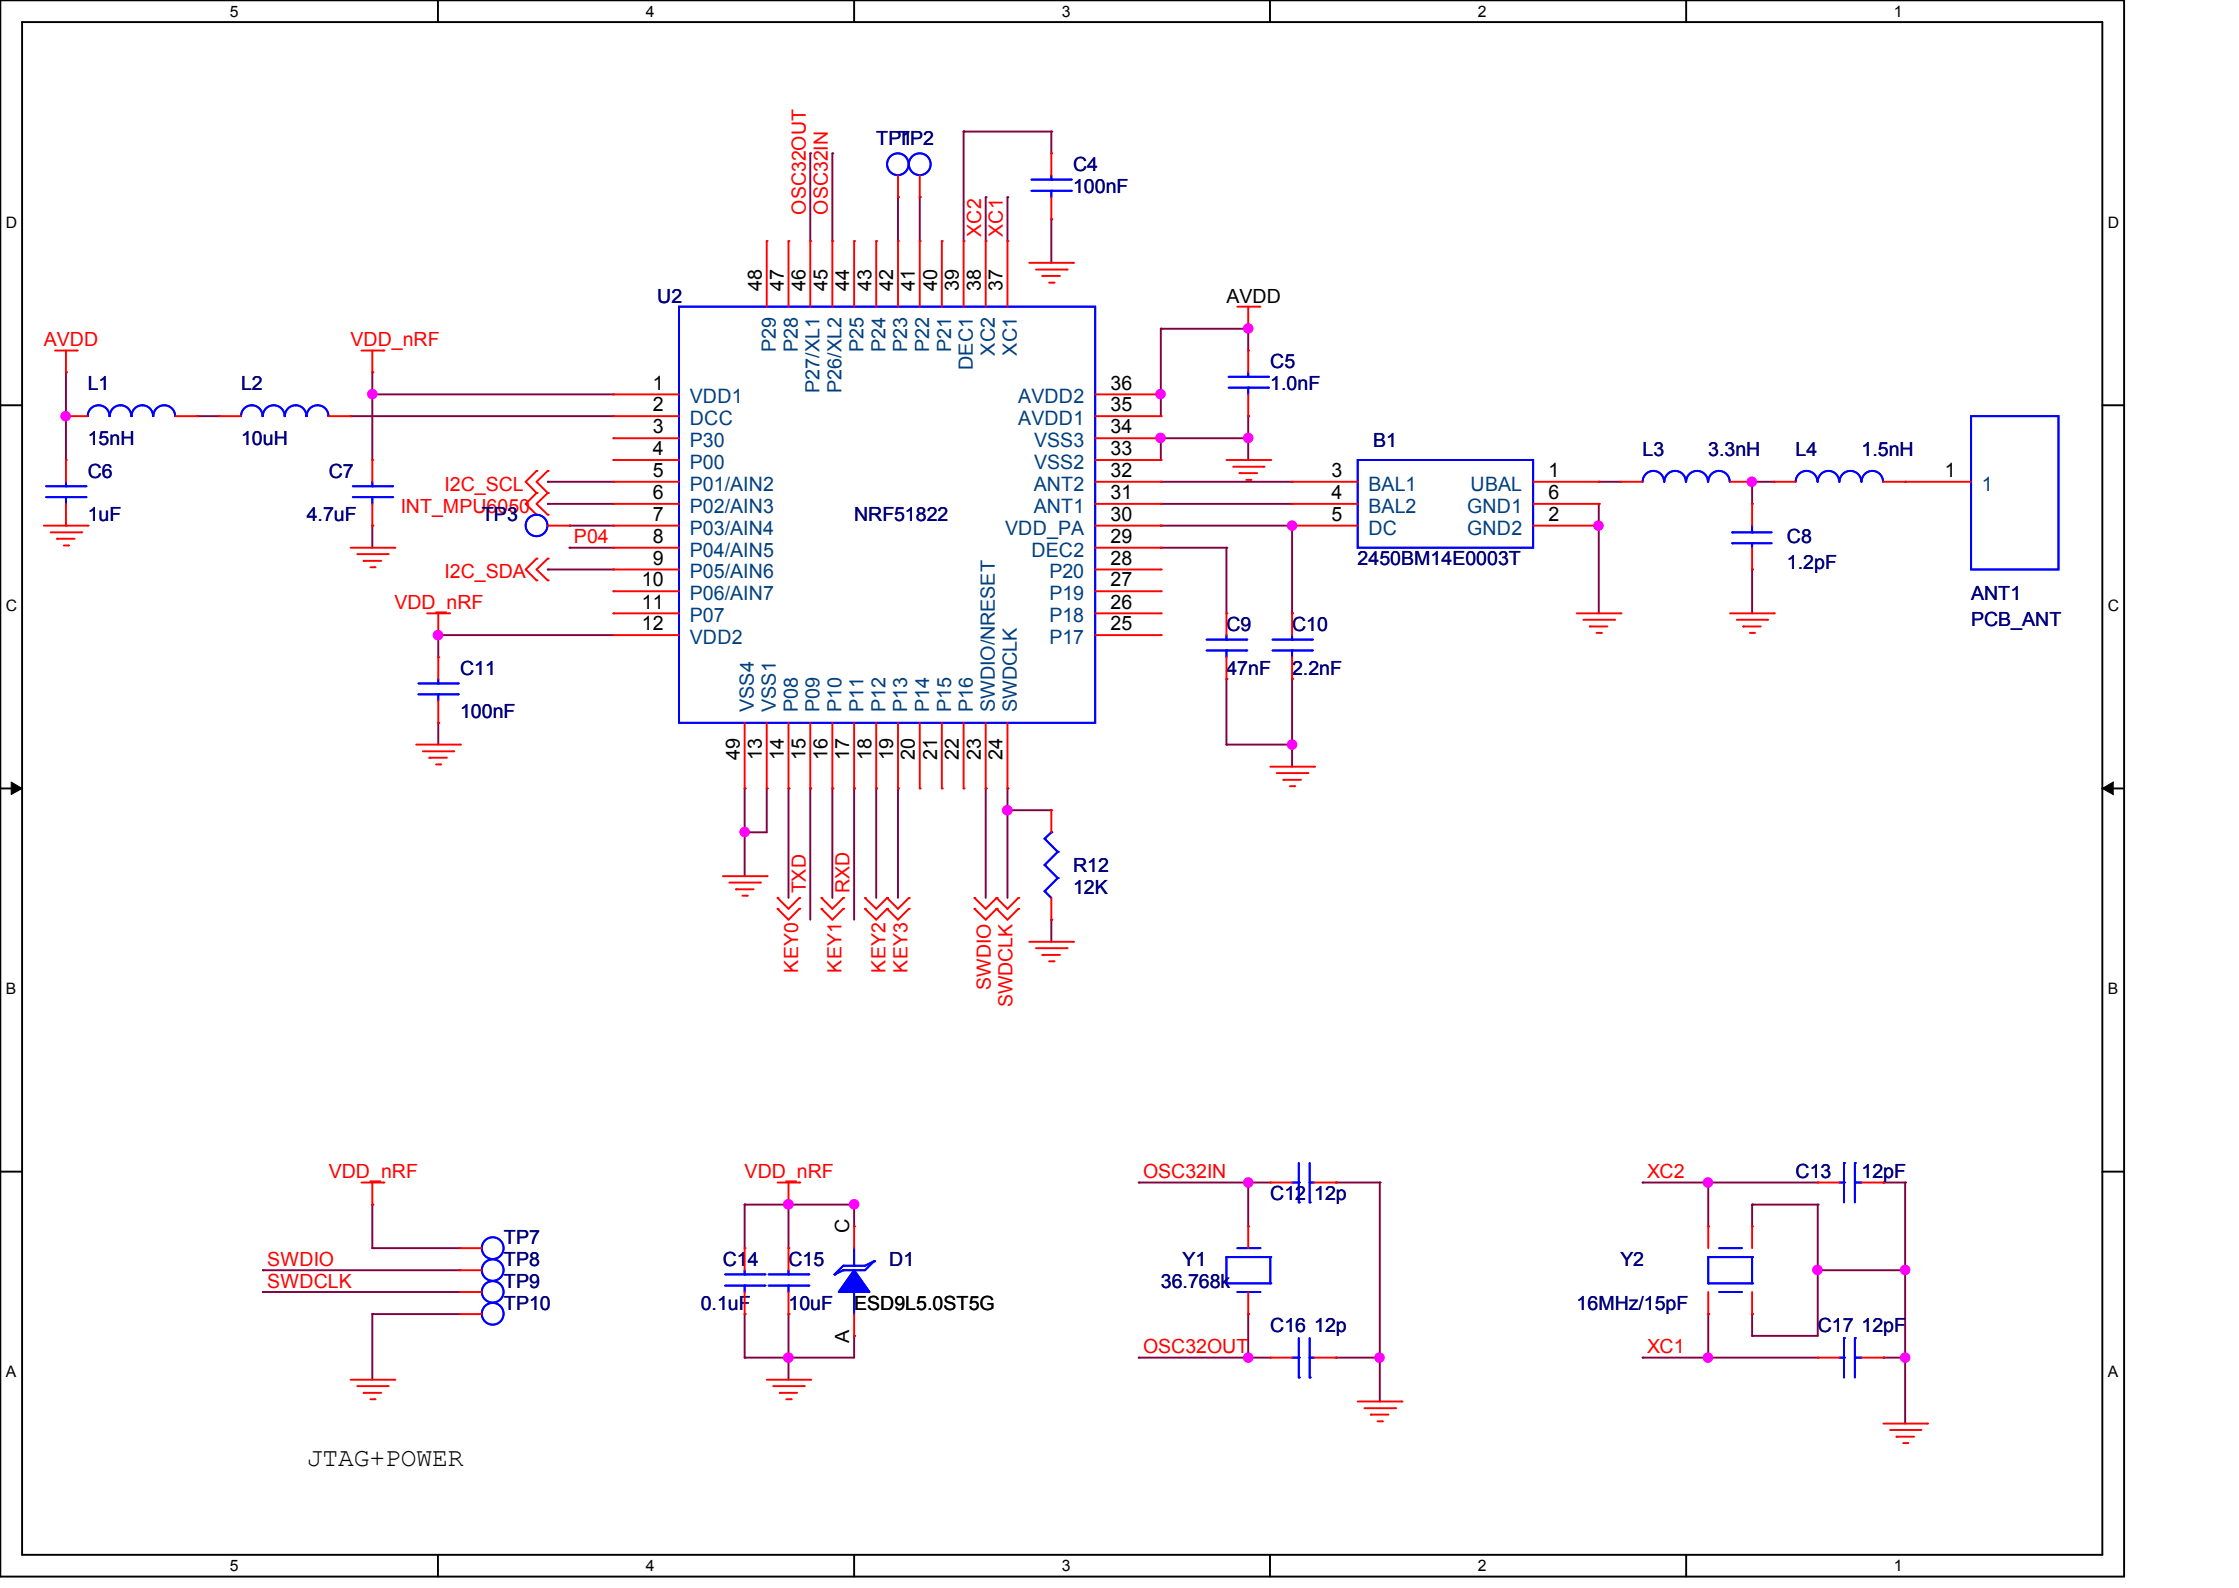 5 4 3 2 1
D D
C C
B B
A A
OSC32OUT
OSC32IN
TP1
TP2
XC2
XC1
C4
100nF
48 47 46 45 44 43 42 41 40 39 38 37
U2
P29
P28
P27/XL1
P26/XL2
P25
P24
P23
P22
P21
DEC1
XC2
XC1
AVDD
L1
15nH
L2
10uH
VDD_nRF
C6
1uF
C7
4.7uF
1 VDD1
2 DCC
3 P30
4 P00
I2C_SCL 5 P01/AIN2
INT_MPU6050 6 P02/AIN3
TP3 7 P03/AIN4
P04 8 P04/AIN5
I2C_SDA 9 P05/AIN6
10 P06/AIN7
11 P07
12 VDD2
VDD_nRF
C11
100nF
NRF51822
AVDD2 36
AVDD1 35
VSS3 34
VSS2 33
ANT2 32
ANT1 31
VDD_PA 30
DEC2 29
P20 28
P19 27
P18 26
P17 25
AVDD
C5
1.0nF
B1
3 BAL1 UBAL 1
4 BAL2 GND1 6
5 DC GND2 2
2450BM14E0003T
L3 3.3nH
L4 1.5nH
1
1
C8
1.2pF
ANT1
PCB_ANT
C9
47nF
C10
2.2nF
VSS4
VSS1
P08
P09
P10
P11
P12
P13
P14
P15
P16
SWDIO/NRESET
SWDCLK
49 13 14 15 16 17 18 19 20 21 22 23 24
TXD
RXD
KEY0
KEY1
KEY2
KEY3
SWDIO
SWDCLK
R12
12K
VDD_nRF
SWDIO
SWDCLK
TP7
TP8
TP9
TP10
JTAG+POWER
VDD_nRF
C14
0.1uF
C15
10uF
C
A
D1
ESD9L5.0ST5G
OSC32IN
C12 12p
Y1
36.768k
C16 12p
OSC32OUT
XC2
C13 12pF
Y2
16MHz/15pF
C17 12pF
XC1
5 4 3 2 1